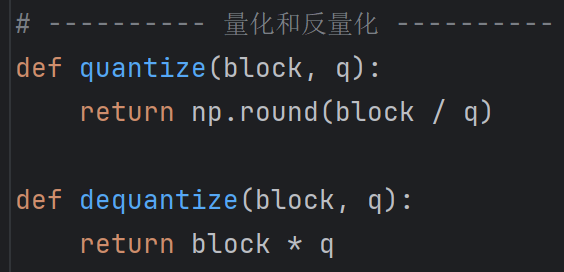 # ---------- 量化和反量化 ----------
def quantize(block, q):
    return np.round(block / q)
def dequantize(block, q):
    return block * q